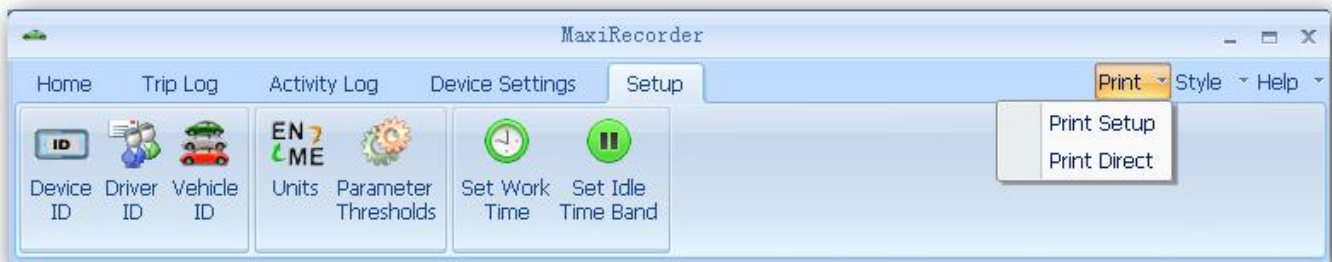 MaxiRecorder
Home Trip Log Activity Log Device Settings Setup Print Style Help
Print Setup
Print Direct
ID
EN
ME
Device ID
Driver ID
Vehicle ID
Units
Parameter Thresholds
Set Work Time
Set Idle Time Band